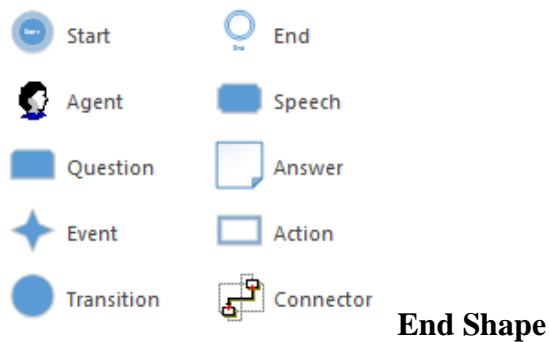 Start End
Agent Speech
Question Answer
Event Action
Transition Connector
End Shape